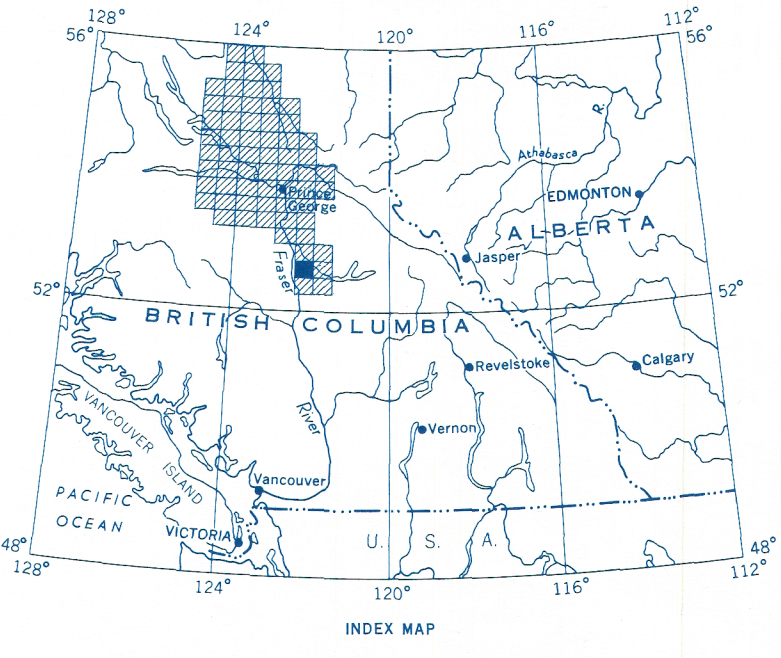 128°
124°
120°
116°
112°
56°
56°
R.
Athabasca
Prince
George
EDMONTON
ALBERTA
Jasper
Fraser
52°
52°
BRITISH COLUMBIA
Revelstoke
Calgary
VANCOUVER ISLAND
River
Vernon
Vancouver
PACIFIC
OCEAN
VICTORIA
U. S. A.
48°
48°
128°
124°
120°
116°
112°
INDEX MAP